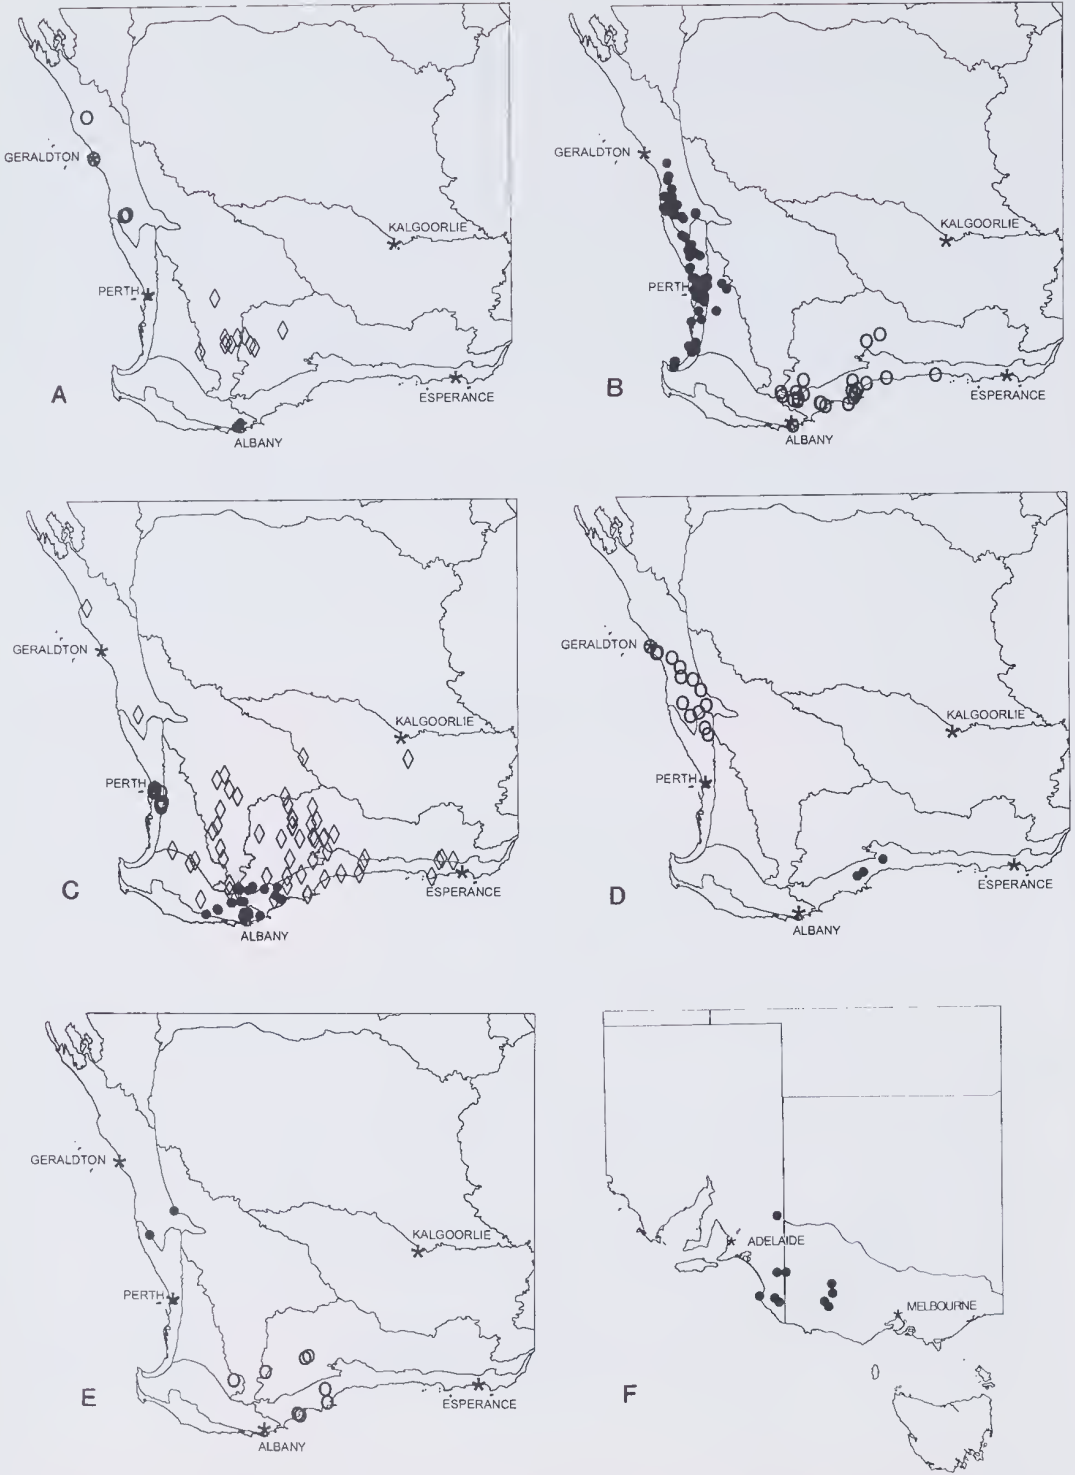 GERALDTON
KALGOORLIE
PERTH
ESPERANCE
A
ALBANY
GERALDTON
KALGOORLIE
PERTH
ESPERANCE
B
ALBANY
GERALDTON
KALGOORLIE
PERTH
ESPERANCE
C
ALBANY
GERALDTON
KALGOORLIE
PERTH
ESPERANCE
D
ALBANY
GERALDTON
KALGOORLIE
PERTH
ESPERANCE
E
ALBANY
ADELAIDE
MELBOURNE
F